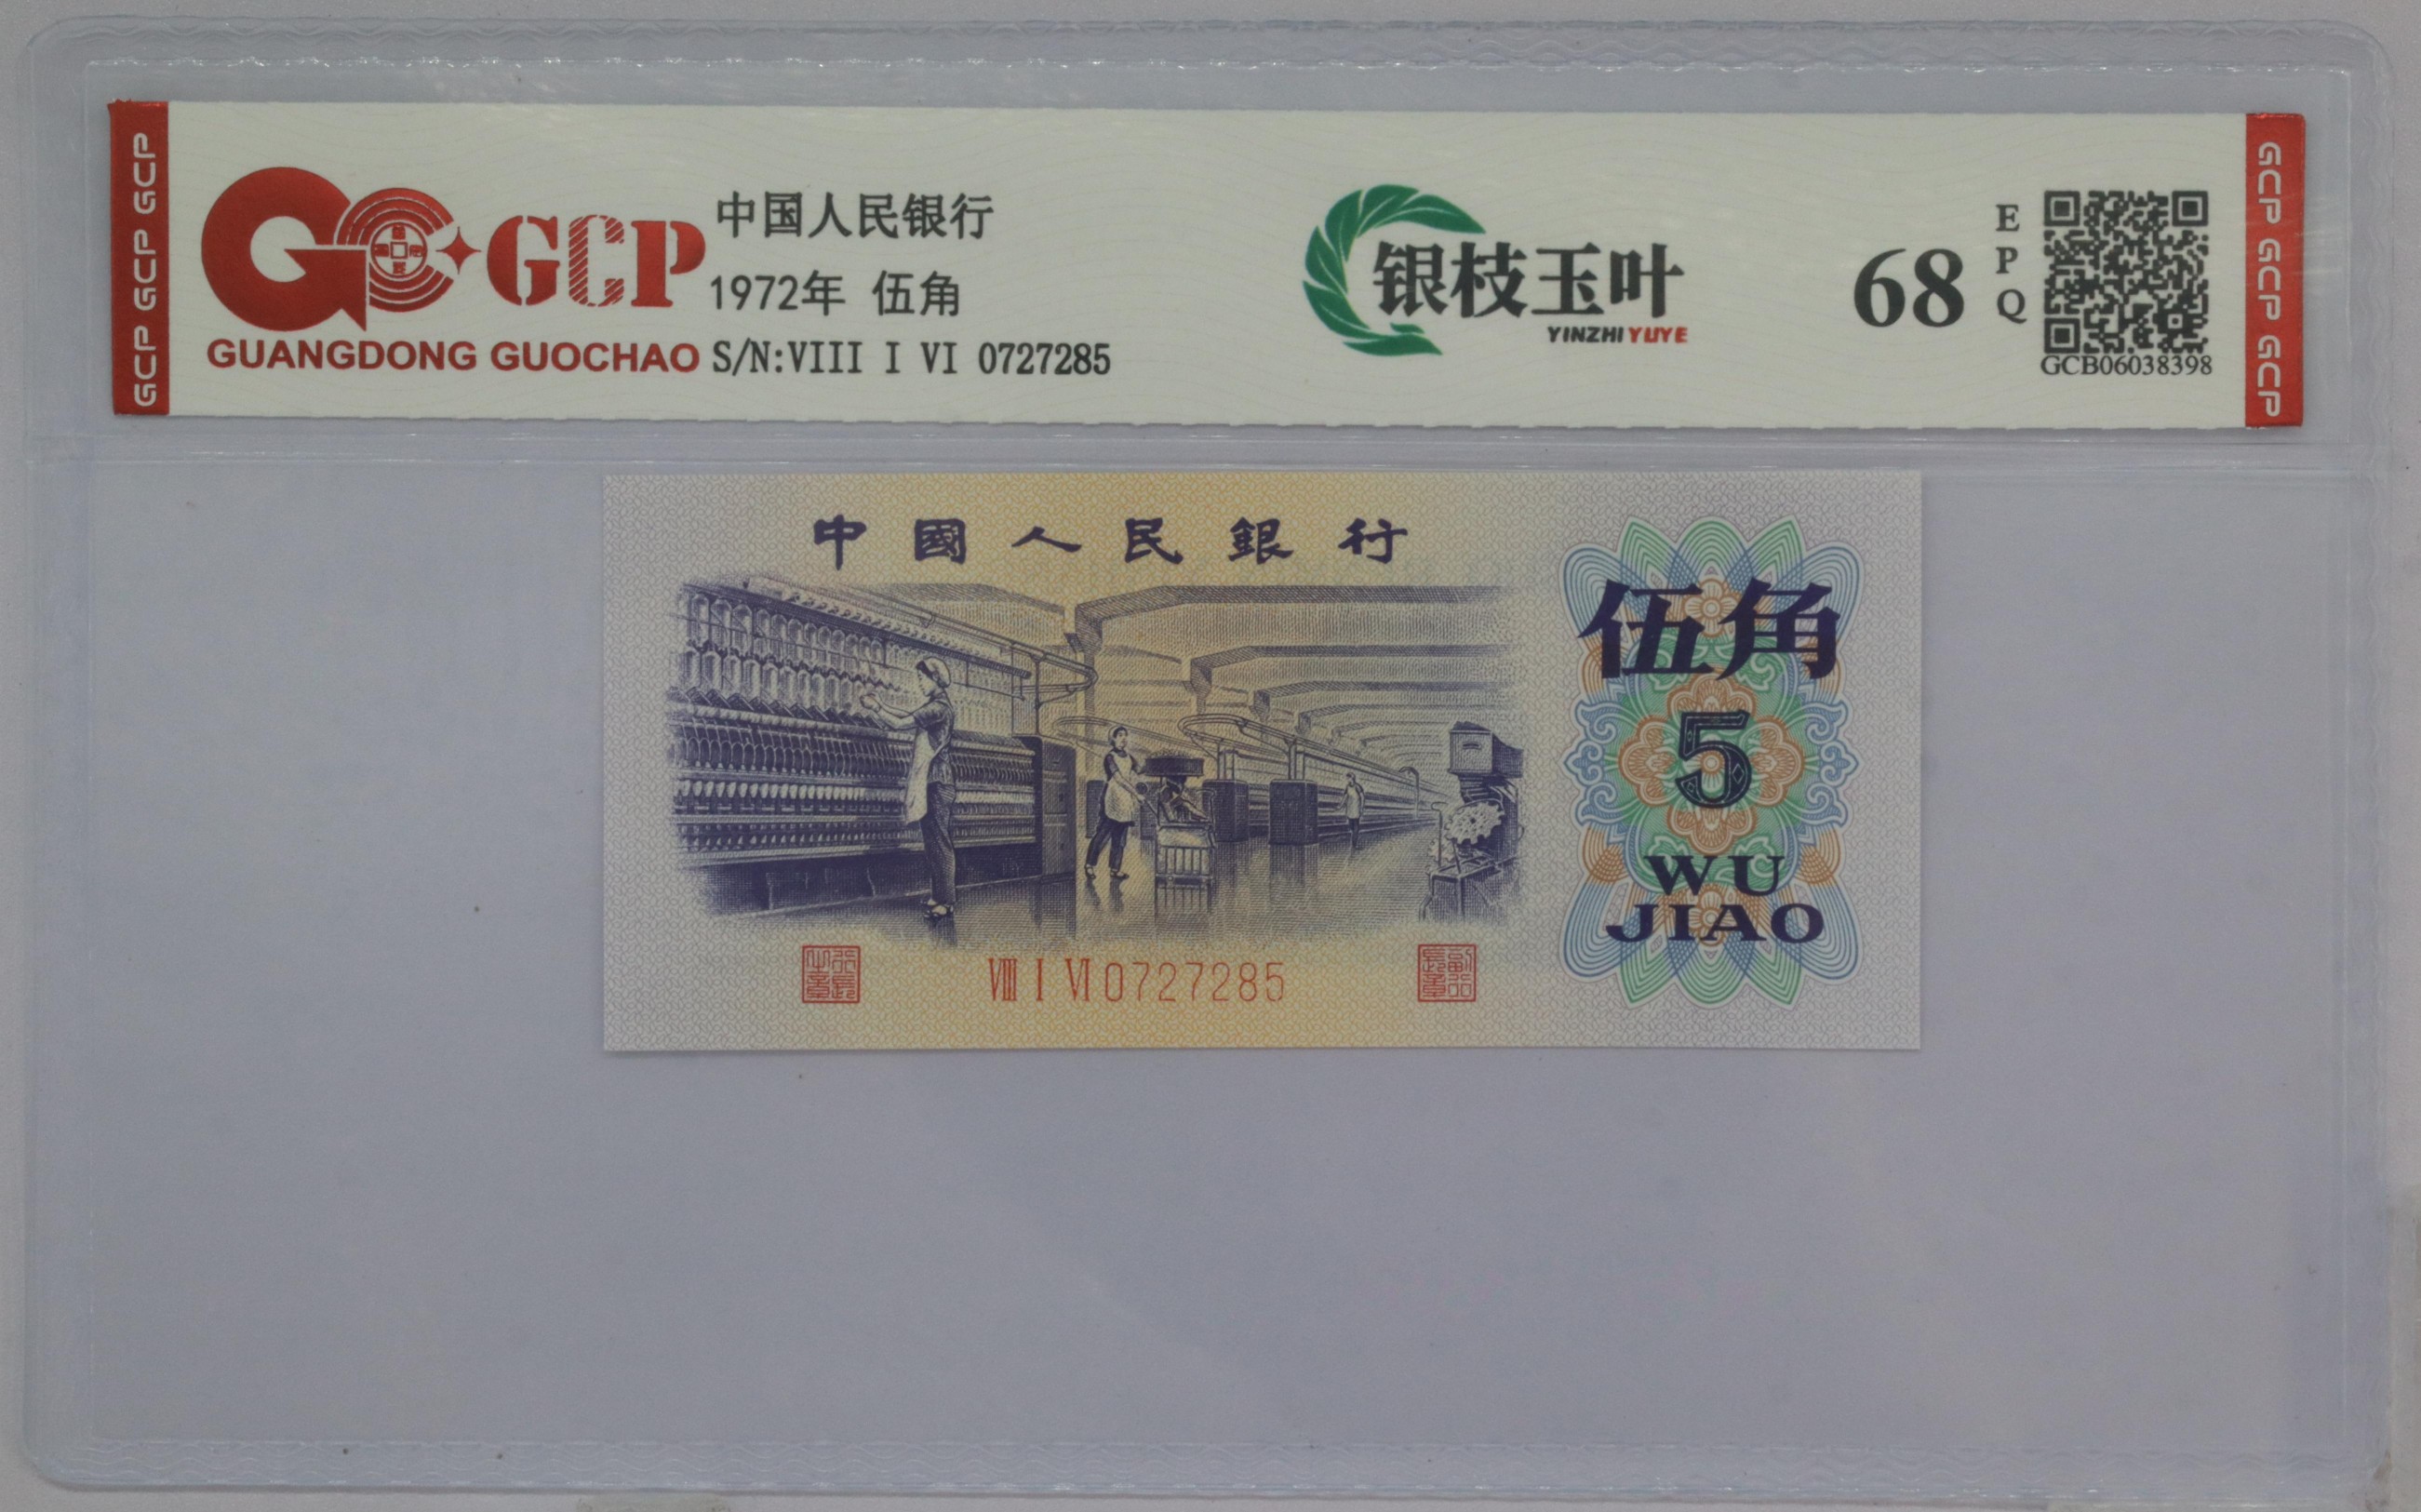 GCP GCP GCP
GCP
GUANGDONG GUOCHAO
中国人民银行
1972年 伍角
S/N:VIII I VI 0727285
银枝玉叶
YINZHI YUYE
68
EPQ
GCB06038398
GCP GCP GCP
中國人民銀行
伍角
5
WU
JIAO
VIII I VI 0727285